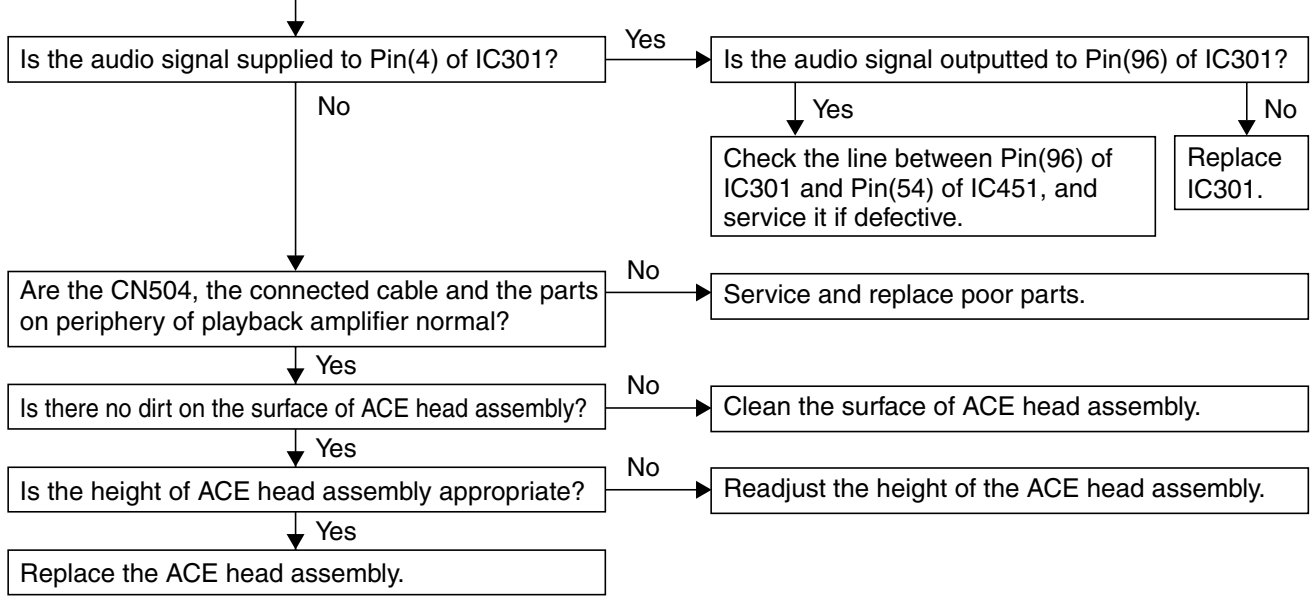 Is the audio signal supplied to Pin(4) of IC301?
Yes
Is the audio signal outputted to Pin(96) of IC301?
No
Yes
No
Check the line between Pin(96) of
IC301 and Pin(54) of IC451, and
service it if defective.
Replace
IC301.
Are the CN504, the connected cable and the parts
on periphery of playback amplifier normal?
No
Service and replace poor parts.
Yes
Is there no dirt on the surface of ACE head assembly?
No
Clean the surface of ACE head assembly.
Yes
Is the height of ACE head assembly appropriate?
No
Readjust the height of the ACE head assembly.
Yes
Replace the ACE head assembly.